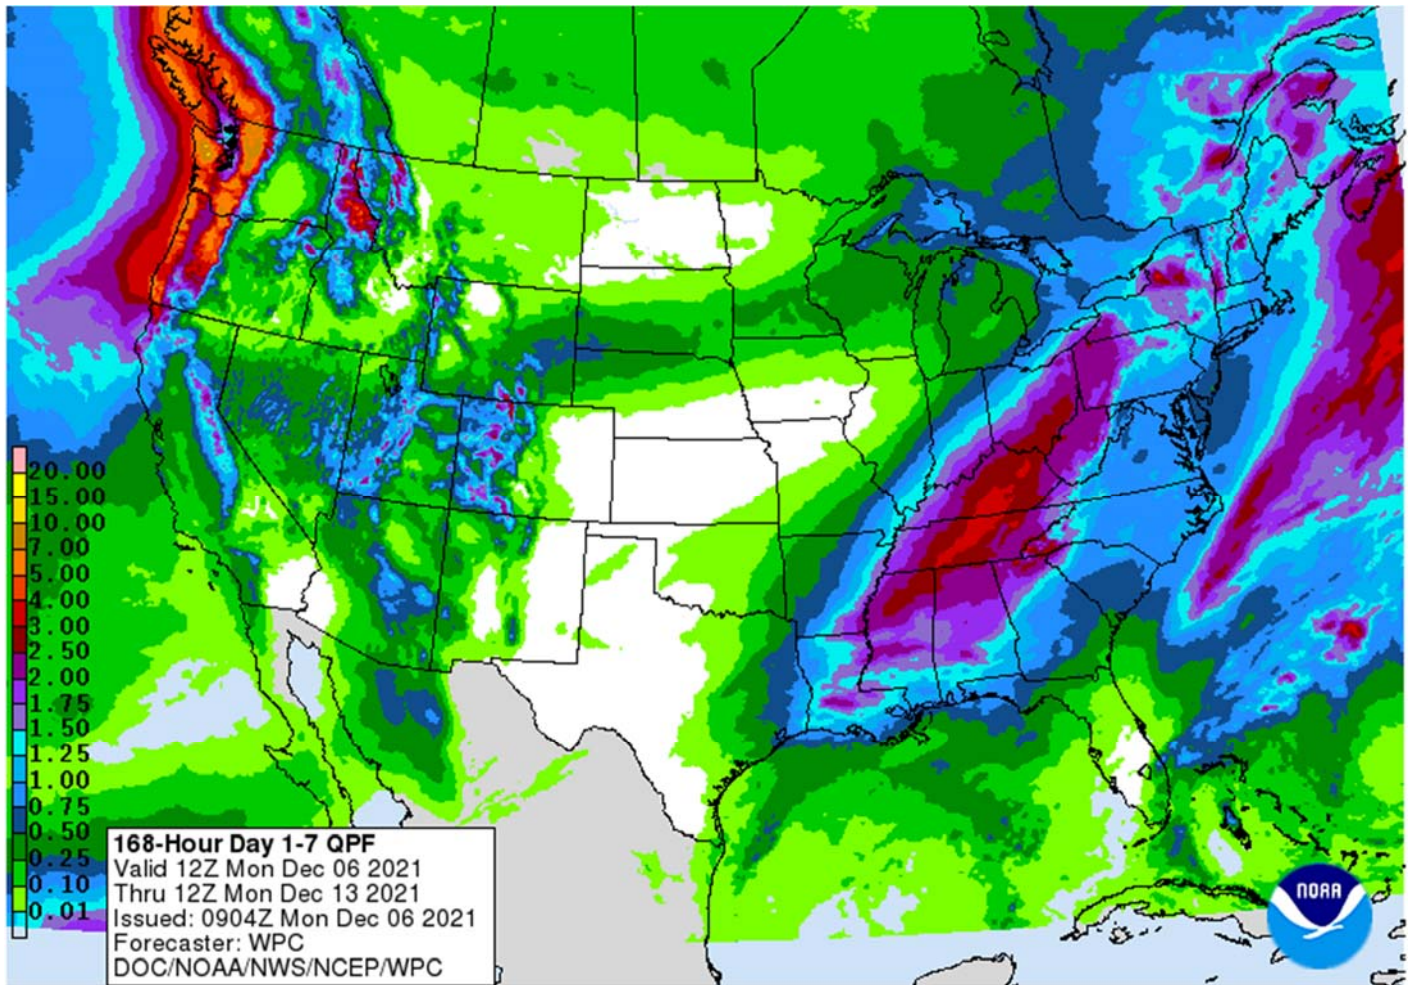 20.00
15.00
10.00
7.00
5.00
4.00
3.00
2.50
2.00
1.75
1.50
1.25
1.00
0.75
0.50
0.25
0.10
0.01
168-Hour Day 1-7 QPF
Valid 12Z Mon Dec 06 2021
Thru 12Z Mon Dec 13 2021
Issued: 0904Z Mon Dec 06 2021
Forecaster: WPC
DOC/NOAA/NWS/NCEP/WPC
NOAA